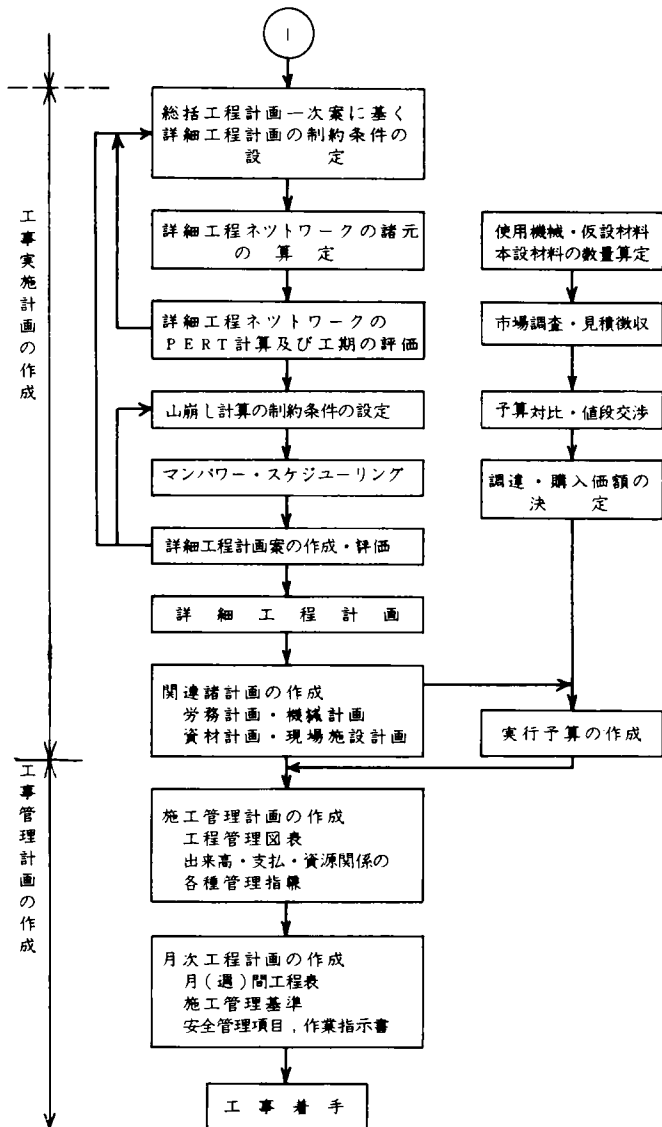 1
総括工程計画一次案に基く
詳細工程計画の制約条件の
設定
詳細工程ネットワークの諸元
の算定
詳細工程ネットワークの
PERT計算及び工期の評価
山崩し計算の制約条件の設定
マンパワー・スケジューリング
詳細工程計画案の作成・評価
詳細工程計画
関連諸計画の作成
労務計画・機械計画
資材計画・現場施設計画
使用機械・仮設材料
本設材料の数量算定
市場調査・見積徴収
予算対比・値段交渉
調達・購入価額の
決定
実行予算の作成
施工管理計画の作成
工程管理図表
出来高・支払・資源関係の
各種管理指標
月次工程計画の作成
月(週)間工程表
施工管理基準
安全管理項目,作業指示書
工事着手
工事実施計画の作成
工事管理計画の作成